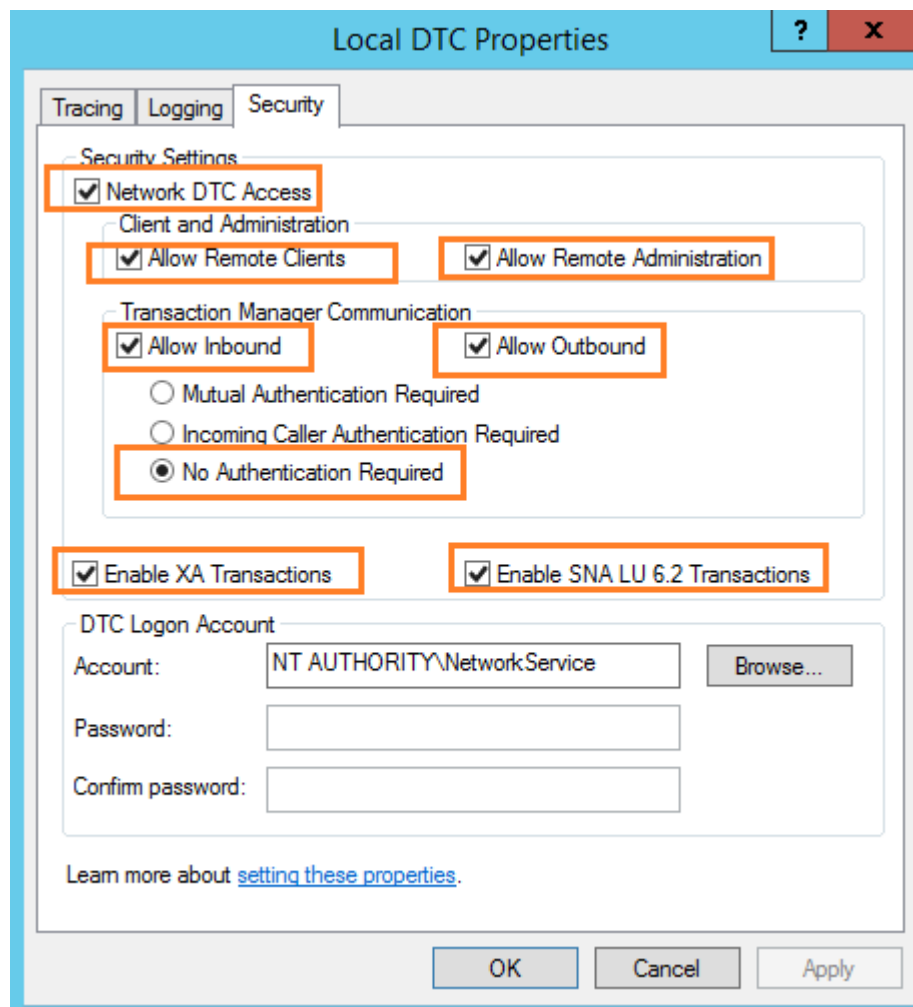 Local DTC Properties
? x
Tracing Logging Security
Security Settings
Network DTC Access
Client and Administration
Allow Remote Clients Allow Remote Administration
Transaction Manager Communication
Allow Inbound Allow Outbound
Mutual Authentication Required
Incoming Caller Authentication Required
No Authentication Required
Enable XA Transactions Enable SNA LU 6.2 Transactions
DTC Logon Account
Account: NT AUTHORITY\NetworkService Browse...
Password:
Confirm password:
Learn more about setting these properties.
OK Cancel Apply